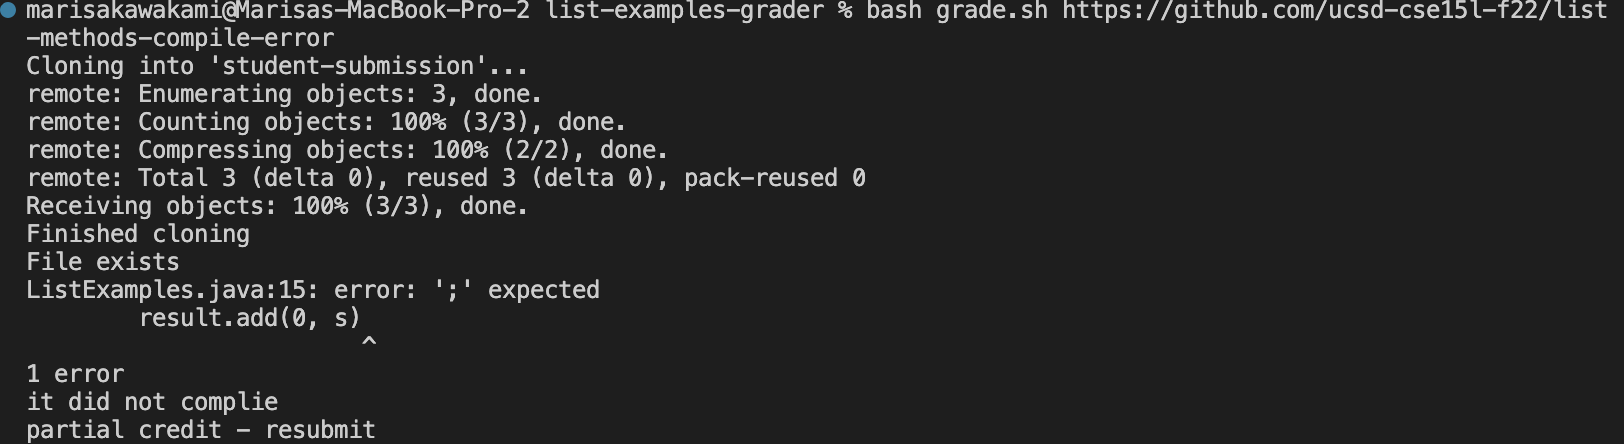 marisakawakami@Marisas-MacBook-Pro-2 list-examples-grader % bash grade.sh https://github.com/ucsd-cse15l-f22/list
-methods-compile-error
Cloning into 'student-submission'...
remote: Enumerating objects: 3, done.
remote: Counting objects: 100% (3/3), done.
remote: Compressing objects: 100% (2/2), done.
remote: Total 3 (delta 0), reused 3 (delta 0), pack-reused 0
Receiving objects: 100% (3/3), done.
Finished cloning
File exists
ListExamples.java:15: error: ';' expected
        result.add(0, s)
                        ^
1 error
it did not complie
partial credit - resubmit